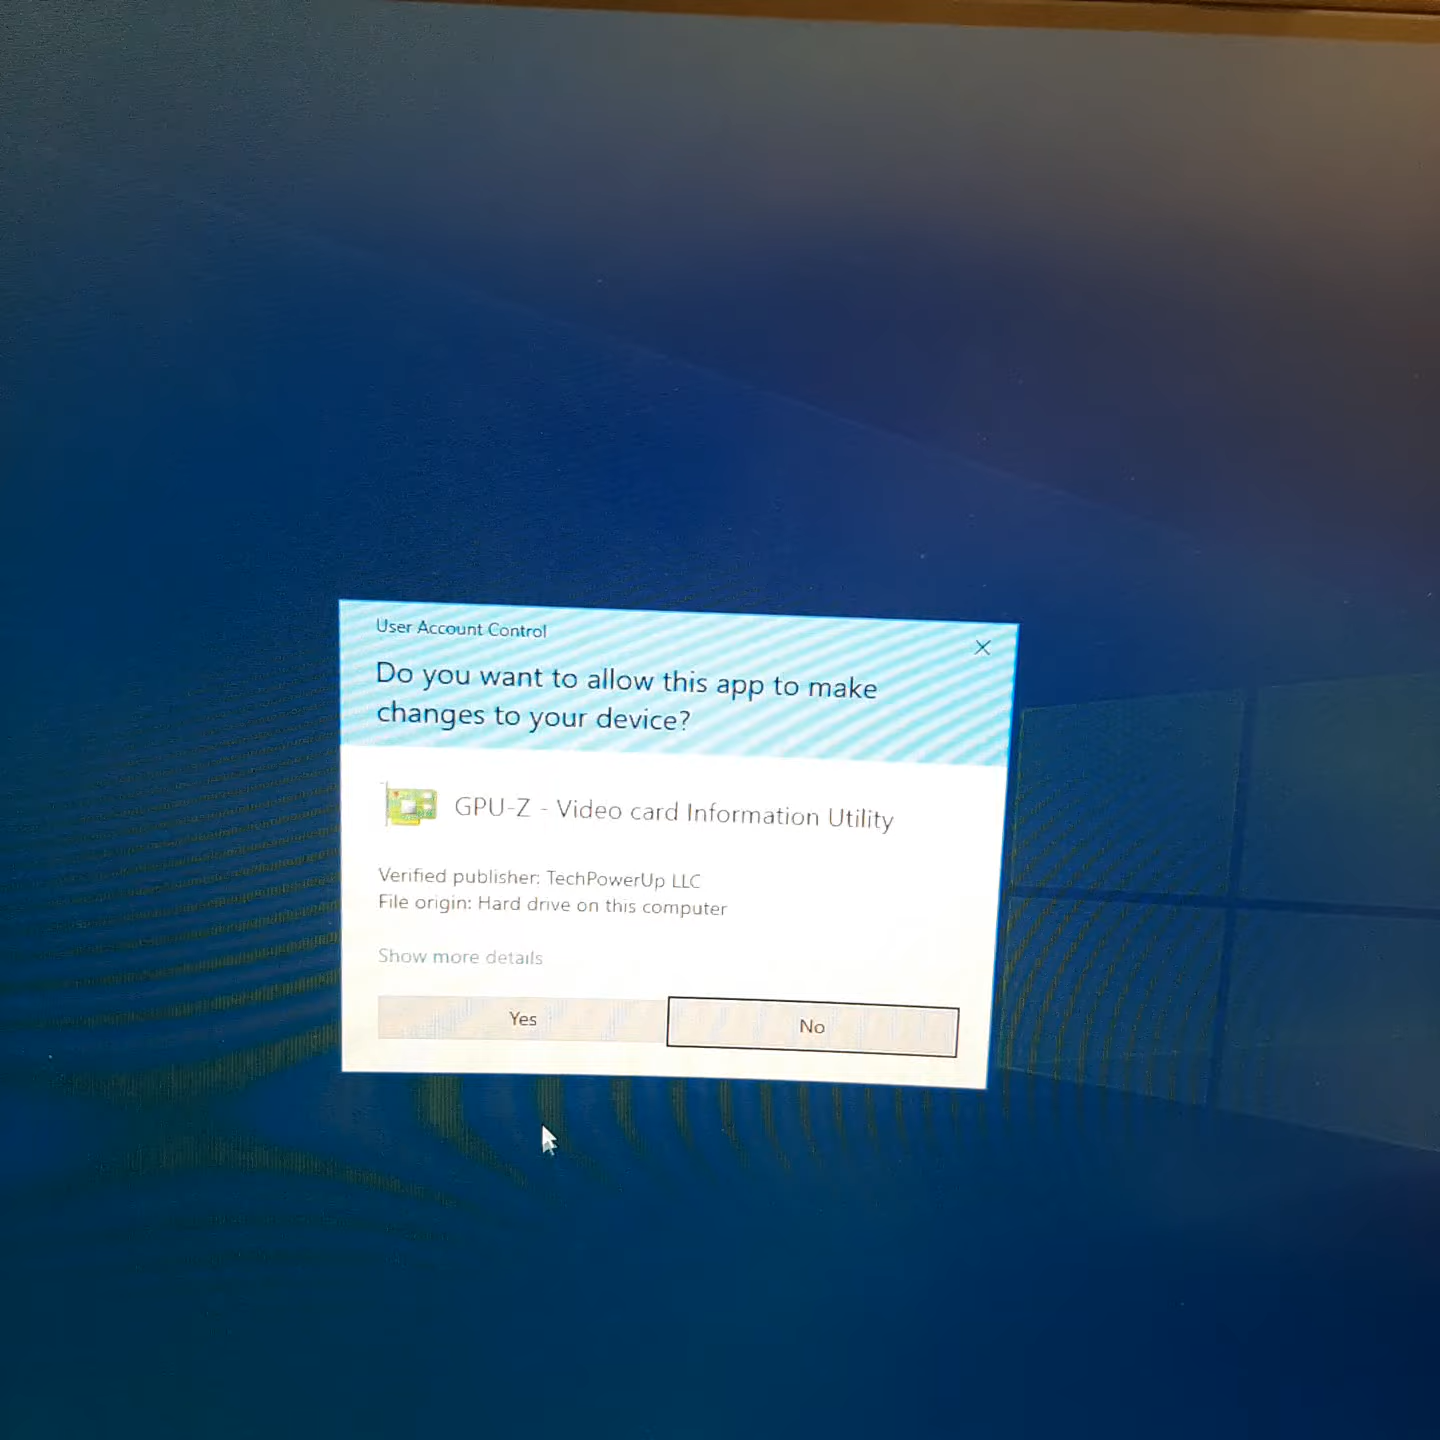 User Account Control
Do you want to allow this app to make
changes to your device?
GPU-Z - Video card Information Utility
Verified publisher: TechPowerUp LLC
File origin: Hard drive on this computer
Show more details
Yes
No